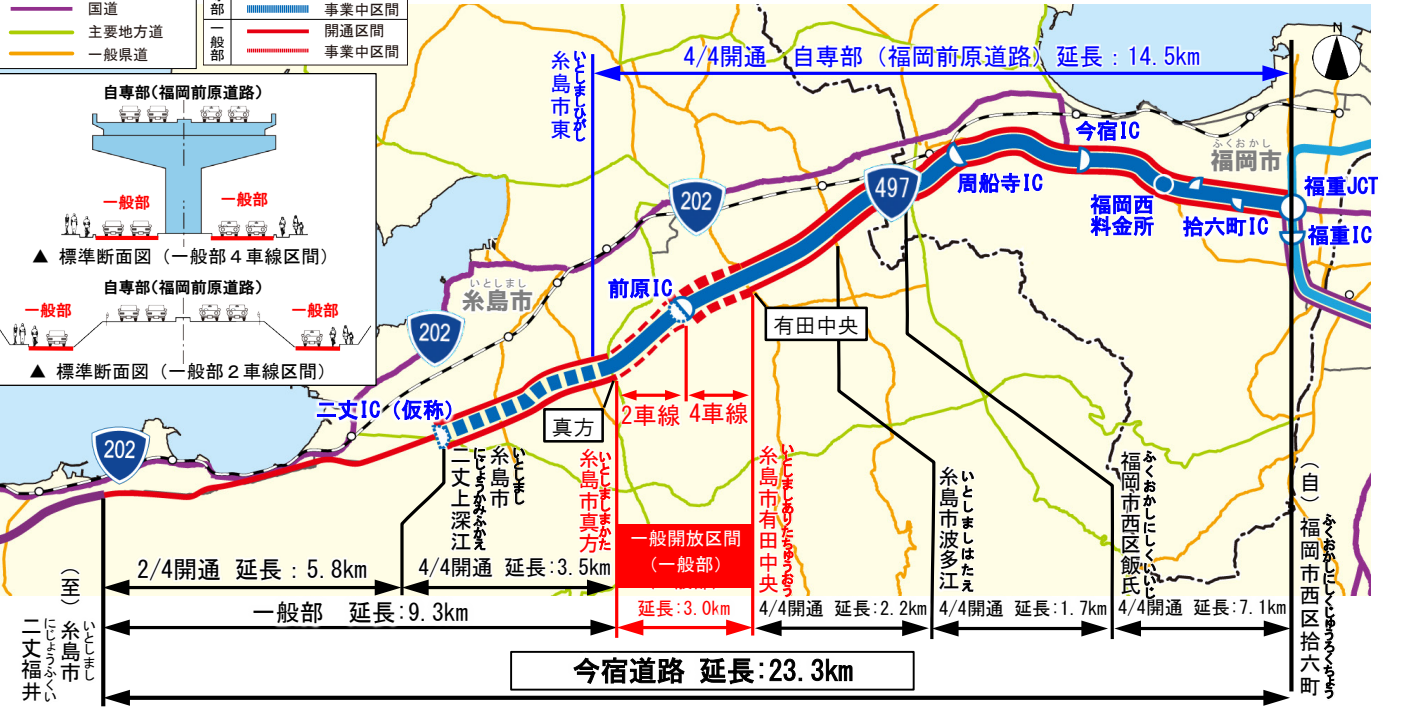 国道
主要地方道
一般県道
部
事業中区間
一般部
開通区間
事業中区間
自専部(福岡前原道路)
一般部
一般部
▲ 標準断面図（一般部４車線区間）
自専部(福岡前原道路)
一般部
一般部
▲ 標準断面図（一般部２車線区間）
4/4開通 自専部（福岡前原道路）延長：14.5km
N
糸島市東
いとしましひがし
今宿IC
ふくおかし
福岡市
周船寺IC
497
202
福岡西
料金所
拾六町IC
福重JCT
福重IC
前原IC
いとしまし
糸島市
有田中央
202
二丈IC（仮称）
真方
2車線
4車線
202
糸島市
いとしまし
二丈上深江
にじょうかみふかえ
糸島市真方
いとしましまかた
一般開放区間
（一般部）
糸島市有田中央
いとしましありたちゅうおう
糸島市波多江
いとしましはたえ
福岡市西区飯氏
ふくおかしにしくいいじ
（自）福岡市西区拾六町
ふくおかしにしくじゅうろくちょう
2/4開通 延長：5.8km
4/4開通 延長:3.5km
一般部 延長:9.3km
延長:3.0km
4/4開通 延長:2.2km
4/4開通 延長:1.7km
4/4開通 延長:7.1km
（至）糸島市
いとしまし
二丈福井
にじょうふくい
今宿道路 延長:23.3km